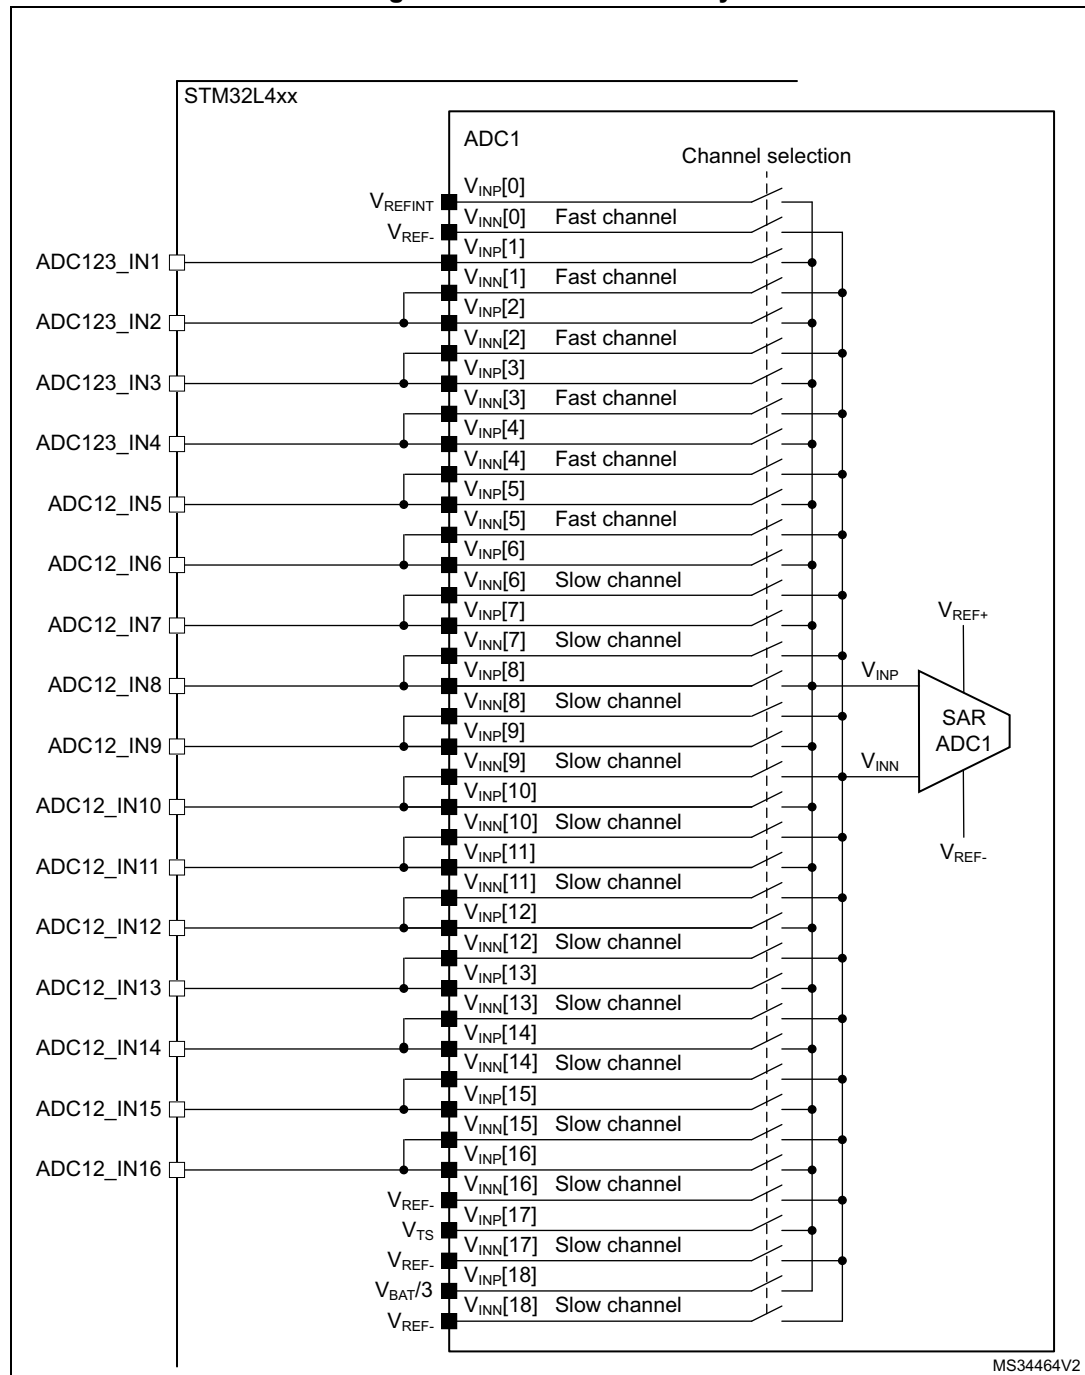 STM32L4xx
ADC1
Channel selection
VREFINT
VINP[0]
VREF-
VINN[0] Fast channel
ADC123_IN1
VINP[1]
VINN[1] Fast channel
ADC123_IN2
VINP[2]
VINN[2] Fast channel
ADC123_IN3
VINP[3]
VINN[3] Fast channel
ADC123_IN4
VINP[4]
VINN[4] Fast channel
ADC12_IN5
VINP[5]
VINN[5] Fast channel
ADC12_IN6
VINP[6]
VINN[6] Slow channel
ADC12_IN7
VINP[7]
VINN[7] Slow channel
ADC12_IN8
VINP[8]
VINN[8] Slow channel
ADC12_IN9
VINP[9]
VINN[9] Slow channel
ADC12_IN10
VINP[10]
VINN[10] Slow channel
ADC12_IN11
VINP[11]
VINN[11] Slow channel
ADC12_IN12
VINP[12]
VINN[12] Slow channel
ADC12_IN13
VINP[13]
VINN[13] Slow channel
ADC12_IN14
VINP[14]
VINN[14] Slow channel
ADC12_IN15
VINP[15]
VINN[15] Slow channel
ADC12_IN16
VINP[16]
VREF-
VINN[16] Slow channel
VTS
VINP[17]
VREF-
VINN[17] Slow channel
VBAT/3
VINP[18]
VREF-
VINN[18] Slow channel
VREF+
VINP
SAR
ADC1
VINN
VREF-
MS34464V2